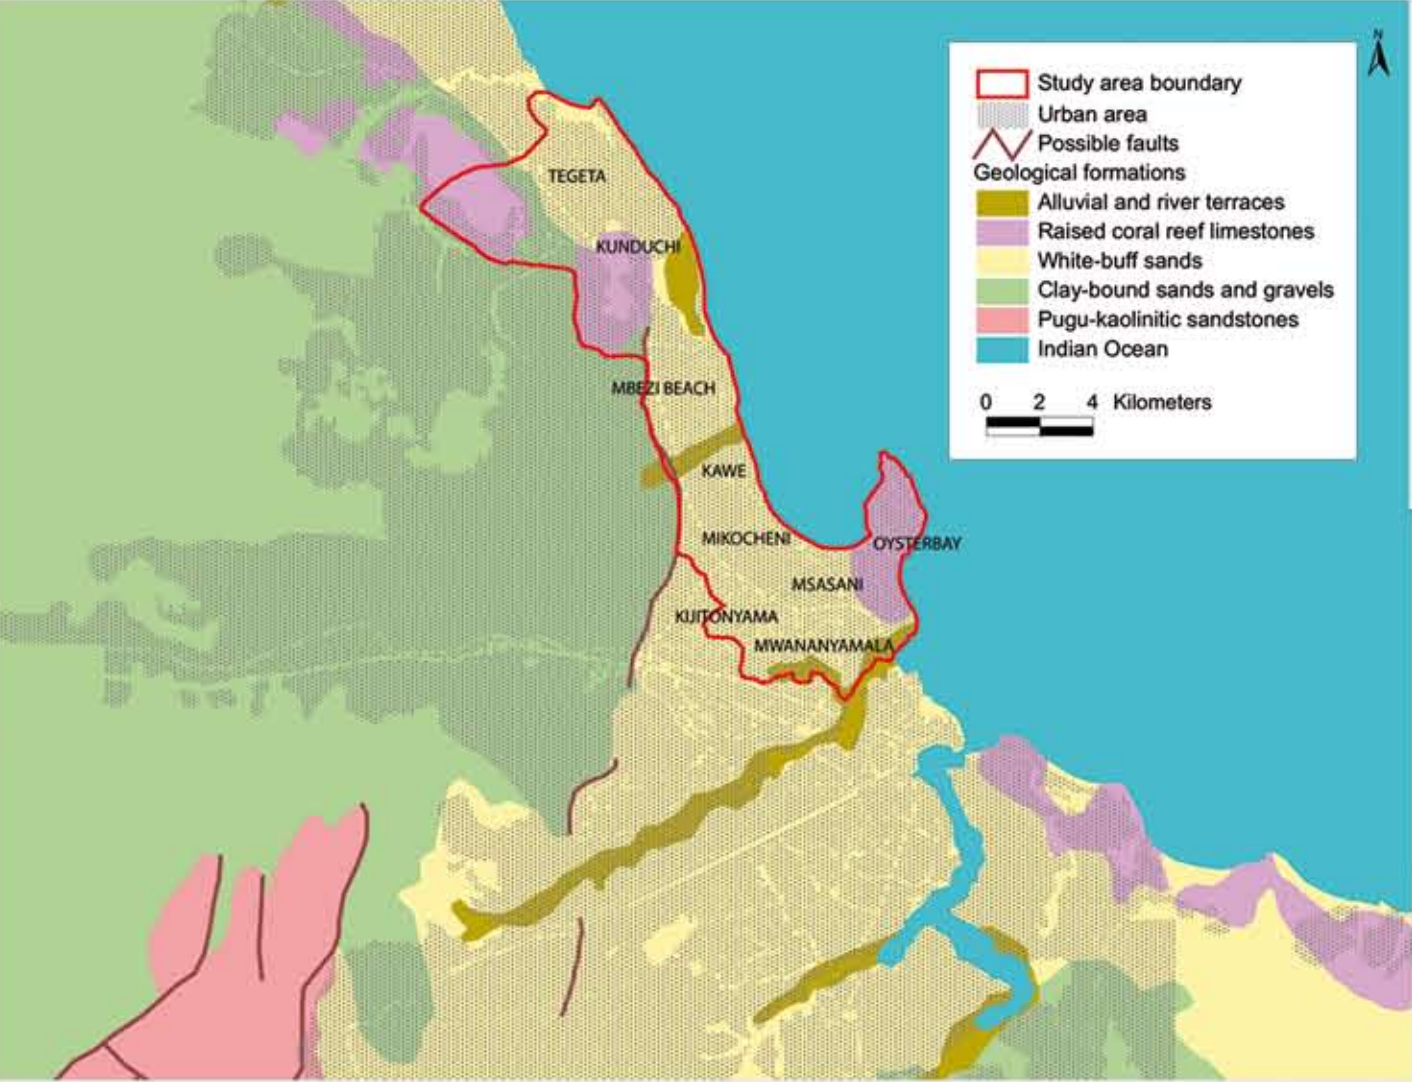 N
Study area boundary
Urban area
Possible faults
Geological formations
Alluvial and river terraces
Raised coral reef limestones
White-buff sands
Clay-bound sands and gravels
Pugu-kaolinitic sandstones
Indian Ocean
0 2 4 Kilometers
TEGETA
KUNDUCHI
MBEZI BEACH
KAWE
MIKOCHENI
OYSTERBAY
MSASANI
KIJITONYAMA
MWANANYAMALA